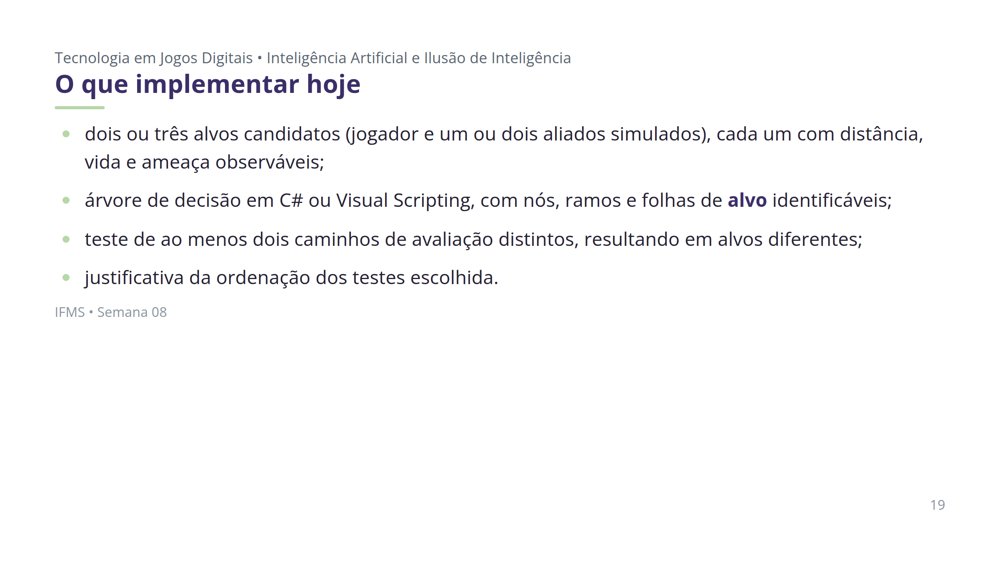 Tecnologia em Jogos Digitais • Inteligência Artificial e Ilusão de Inteligência
O que implementar hoje
• dois ou três alvos candidatos (jogador e um ou dois aliados simulados), cada um com distância,
vida e ameaça observáveis;
• árvore de decisão em C# ou Visual Scripting, com nós, ramos e folhas de alvo identificáveis;
• teste de ao menos dois caminhos de avaliação distintos, resultando em alvos diferentes;
• justificativa da ordenação dos testes escolhida.
IFMS • Semana 08
19